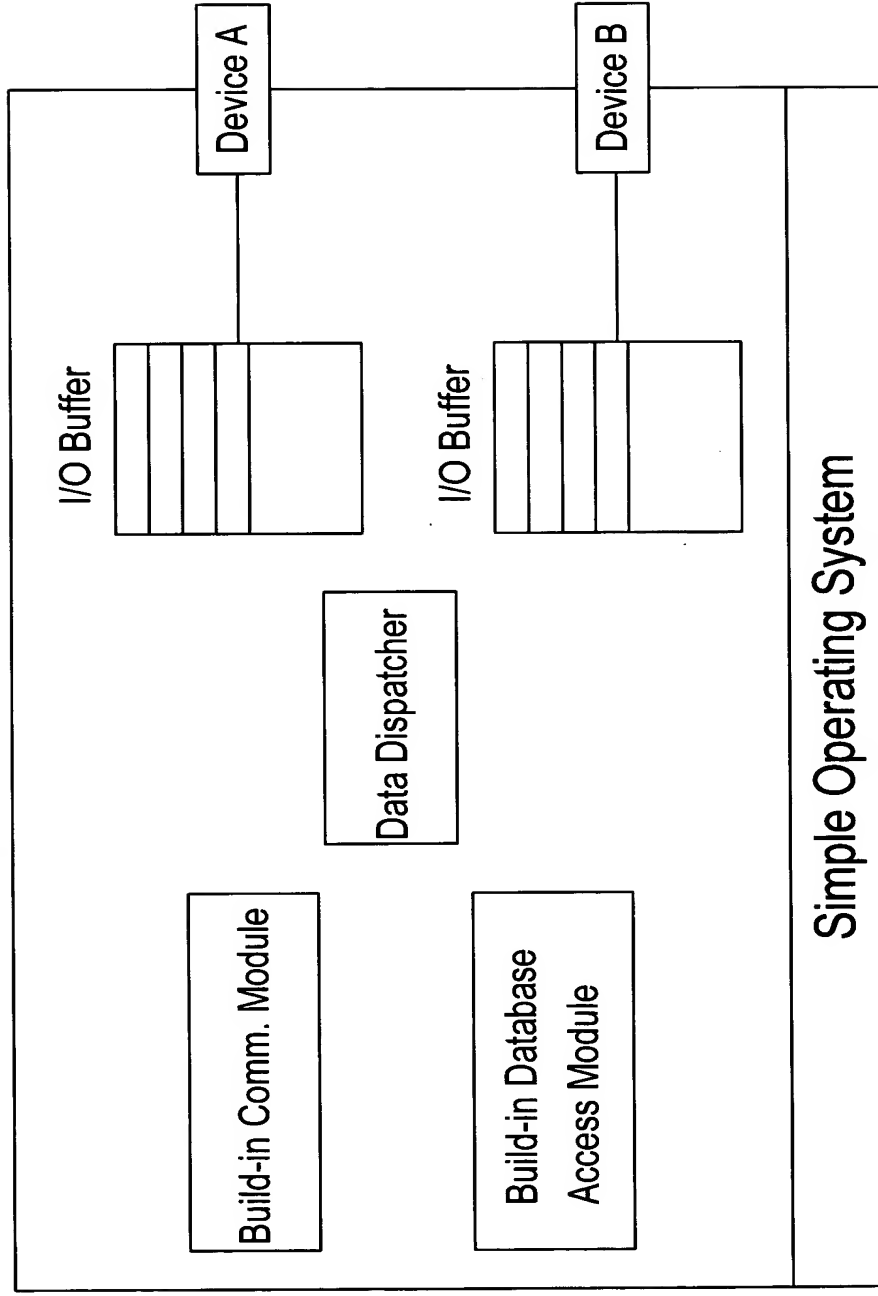 Build-in Comm. Module
Data Dispatcher
I/O Buffer
Device A
Build-in Database
Access Module
I/O Buffer
Device B
Simple Operating System